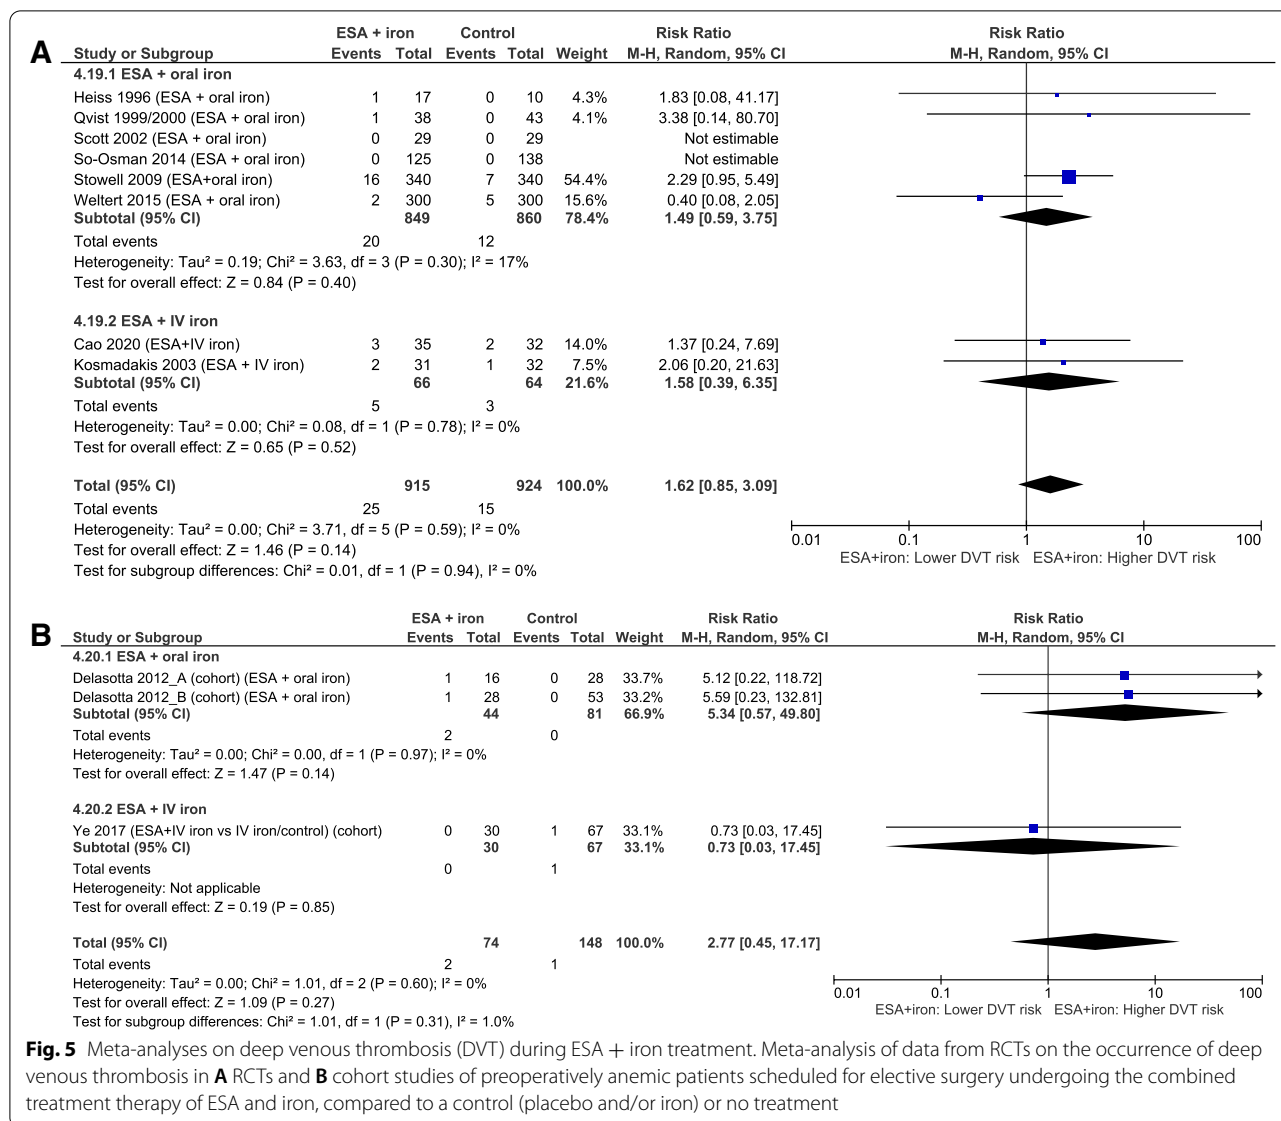 A
ESA + iron Control Risk Ratio Risk Ratio
Study or Subgroup Events Total Events Total Weight M-H, Random, 95% CI M-H, Random, 95% CI
4.19.1 ESA + oral iron
Heiss 1996 (ESA + oral iron) 1 17 0 10 4.3% 1.83 [0.08, 41.17]
Qvist 1999/2000 (ESA + oral iron) 1 38 0 43 4.1% 3.38 [0.14, 80.70]
Scott 2002 (ESA + oral iron) 0 29 0 29 Not estimable
So-Osman 2014 (ESA + oral iron) 0 125 0 138 Not estimable
Stowell 2009 (ESA+oral iron) 16 340 7 340 54.4% 2.29 [0.95, 5.49]
Weltert 2015 (ESA + oral iron) 2 300 5 300 15.6% 0.40 [0.08, 2.05]
Subtotal (95% CI) 849 860 78.4% 1.49 [0.59, 3.75]
Total events 20 12
Heterogeneity: Tau² = 0.19; Chi² = 3.63, df = 3 (P = 0.30); I² = 17%
Test for overall effect: Z = 0.84 (P = 0.40)
4.19.2 ESA + IV iron
Cao 2020 (ESA+IV iron) 3 35 2 32 14.0% 1.37 [0.24, 7.69]
Kosmadakis 2003 (ESA + IV iron) 2 31 1 32 7.5% 2.06 [0.20, 21.63]
Subtotal (95% CI) 66 64 21.6% 1.58 [0.39, 6.35]
Total events 5 3
Heterogeneity: Tau² = 0.00; Chi² = 0.08, df = 1 (P = 0.78); I² = 0%
Test for overall effect: Z = 0.65 (P = 0.52)
Total (95% CI) 915 924 100.0% 1.62 [0.85, 3.09]
Total events 25 15
Heterogeneity: Tau² = 0.00; Chi² = 3.71, df = 5 (P = 0.59); I² = 0%
Test for overall effect: Z = 1.46 (P = 0.14)
Test for subgroup differences: Chi² = 0.01, df = 1 (P = 0.94), I² = 0%
0.01 0.1 1 10 100
ESA+iron: Lower DVT risk ESA+iron: Higher DVT risk
B
ESA + iron Control Risk Ratio Risk Ratio
Study or Subgroup Events Total Events Total Weight M-H, Random, 95% CI M-H, Random, 95% CI
4.20.1 ESA + oral iron
Delasotta 2012_A (cohort) (ESA + oral iron) 1 16 0 28 33.7% 5.12 [0.22, 118.72]
Delasotta 2012_B (cohort) (ESA + oral iron) 1 28 0 53 33.2% 5.59 [0.23, 132.81]
Subtotal (95% CI) 44 81 66.9% 5.34 [0.57, 49.80]
Total events 2 0
Heterogeneity: Tau² = 0.00; Chi² = 0.00, df = 1 (P = 0.97); I² = 0%
Test for overall effect: Z = 1.47 (P = 0.14)
4.20.2 ESA + IV iron
Ye 2017 (ESA+IV iron vs IV iron/control) (cohort) 0 30 1 67 33.1% 0.73 [0.03, 17.45]
Subtotal (95% CI) 30 67 33.1% 0.73 [0.03, 17.45]
Total events 0 1
Heterogeneity: Not applicable
Test for overall effect: Z = 0.19 (P = 0.85)
Total (95% CI) 74 148 100.0% 2.77 [0.45, 17.17]
Total events 2 1
Heterogeneity: Tau² = 0.00; Chi² = 1.01, df = 2 (P = 0.60); I² = 0%
Test for overall effect: Z = 1.09 (P = 0.27)
Test for subgroup differences: Chi² = 1.01, df = 1 (P = 0.31), I² = 1.0%
0.01 0.1 1 10 100
ESA+iron: Lower DVT risk ESA+iron: Higher DVT risk
Fig. 5 Meta-analyses on deep venous thrombosis (DVT) during ESA + iron treatment. Meta-analysis of data from RCTs on the occurrence of deep
venous thrombosis in A RCTs and B cohort studies of preoperatively anemic patients scheduled for elective surgery undergoing the combined
treatment therapy of ESA and iron, compared to a control (placebo and/or iron) or no treatment